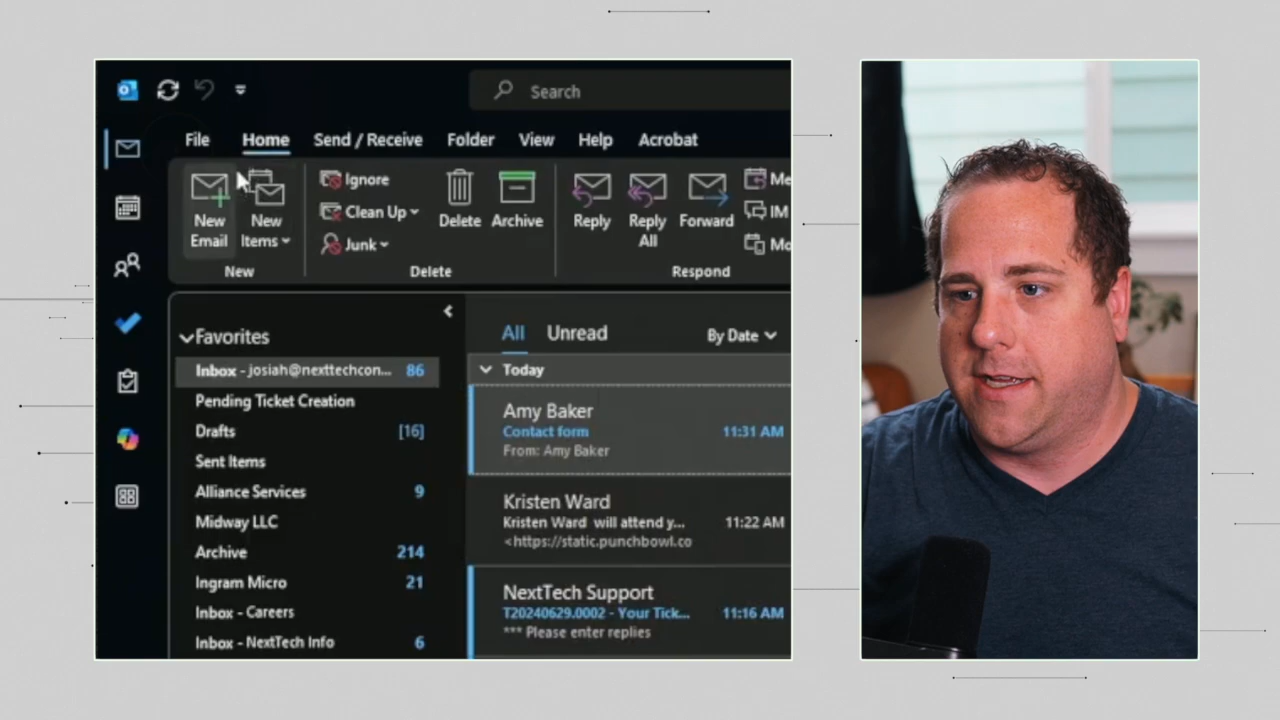 Search
File Home Send / Receive Folder View Help Acrobat
New Email
New Items
Ignore
Clean Up
Junk
Delete
Archive
Reply
Reply All
Forward
Me
IM
Mo
New Delete Respond
Favorites
Inbox - josiah@nexttechcon... 86
Pending Ticket Creation
Drafts [16]
Sent Items
Alliance Services 9
Midway LLC
Archive 214
Ingram Micro 21
Inbox - Careers
Inbox - NextTech Info 6
All Unread By Date
Today
Amy Baker
Contact form 11:31 AM
From: Amy Baker
Kristen Ward
Kristen Ward will attend y... 11:22 AM
<https://static.punchbowl.co
NextTech Support
T20240629.0002 - Your Tick... 11:16 AM
*** Please enter replies